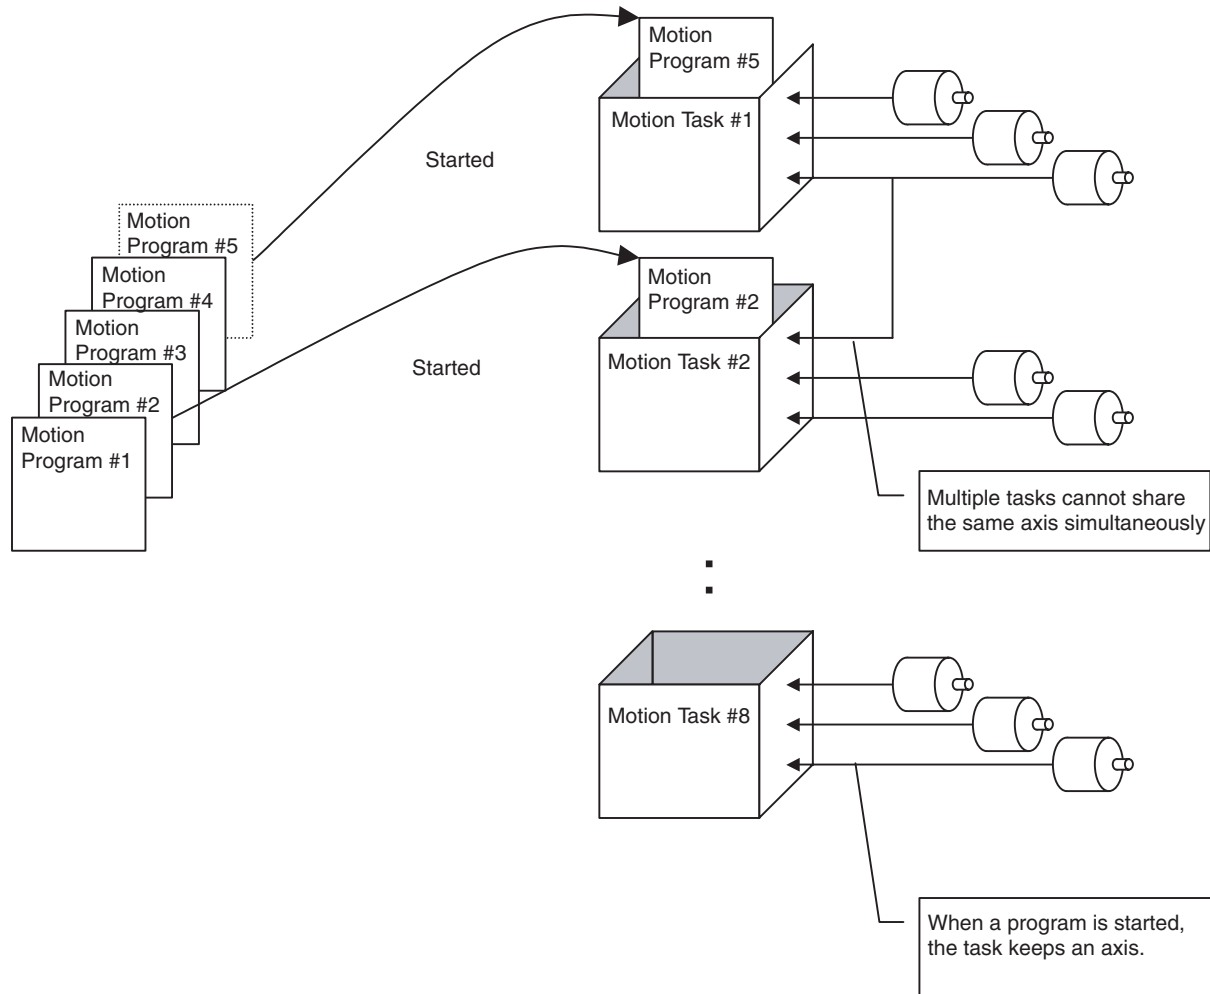 Motion
Program #5
Motion Task #1
Started
Motion
Program #5
Motion
Program #4
Motion
Program #3
Motion
Program #2
Motion
Program #1
Motion
Program #2
Motion Task #2
Started
Multiple tasks cannot share
the same axis simultaneously
:
Motion Task #8
When a program is started,
the task keeps an axis.